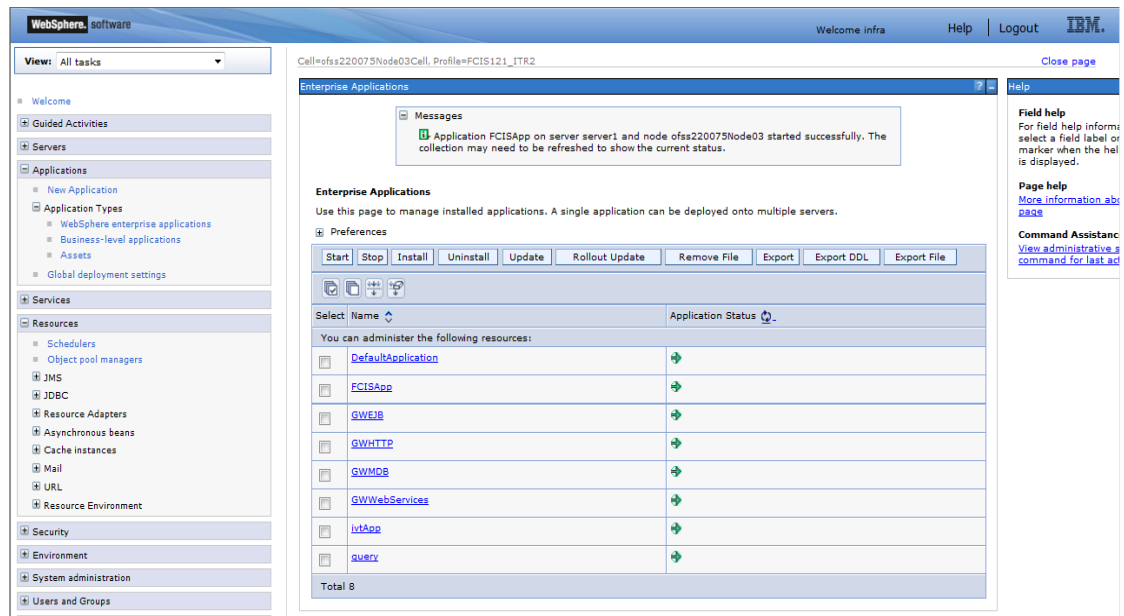 WebSphere. software
Welcome infra
Help
Logout
IBM.
View: All tasks
Cell=ofss220075Node03Cell, Profile=FCIS121_ITR2
Close page
Welcome
Guided Activities
Servers
Applications
New Application
Application Types
WebSphere enterprise applications
Business-level applications
Assets
Global deployment settings
Services
Resources
Schedulers
Object pool managers
JMS
JDBC
Resource Adapters
Asynchronous beans
Cache instances
Mail
URL
Resource Environment
Security
Environment
System administration
Users and Groups
Enterprise Applications
Messages
Application FCISApp on server server1 and node ofss220075Node03 started successfully. The
collection may need to be refreshed to show the current status.
Enterprise Applications
Use this page to manage installed applications. A single application can be deployed onto multiple servers.
Preferences
Start Stop Install Uninstall Update Rollout Update Remove File Export Export DDL Export File
Select Name Application Status
You can administer the following resources:
DefaultApplication
FCISApp
GWEJB
GWHTTP
GWMDB
GWWebServices
ivtApp
query
Total 8
Help
Field help
For field help informa
select a field label or
marker when the hel
is displayed.
Page help
More information abo
page
Command Assistanc
View administrative s
command for last act